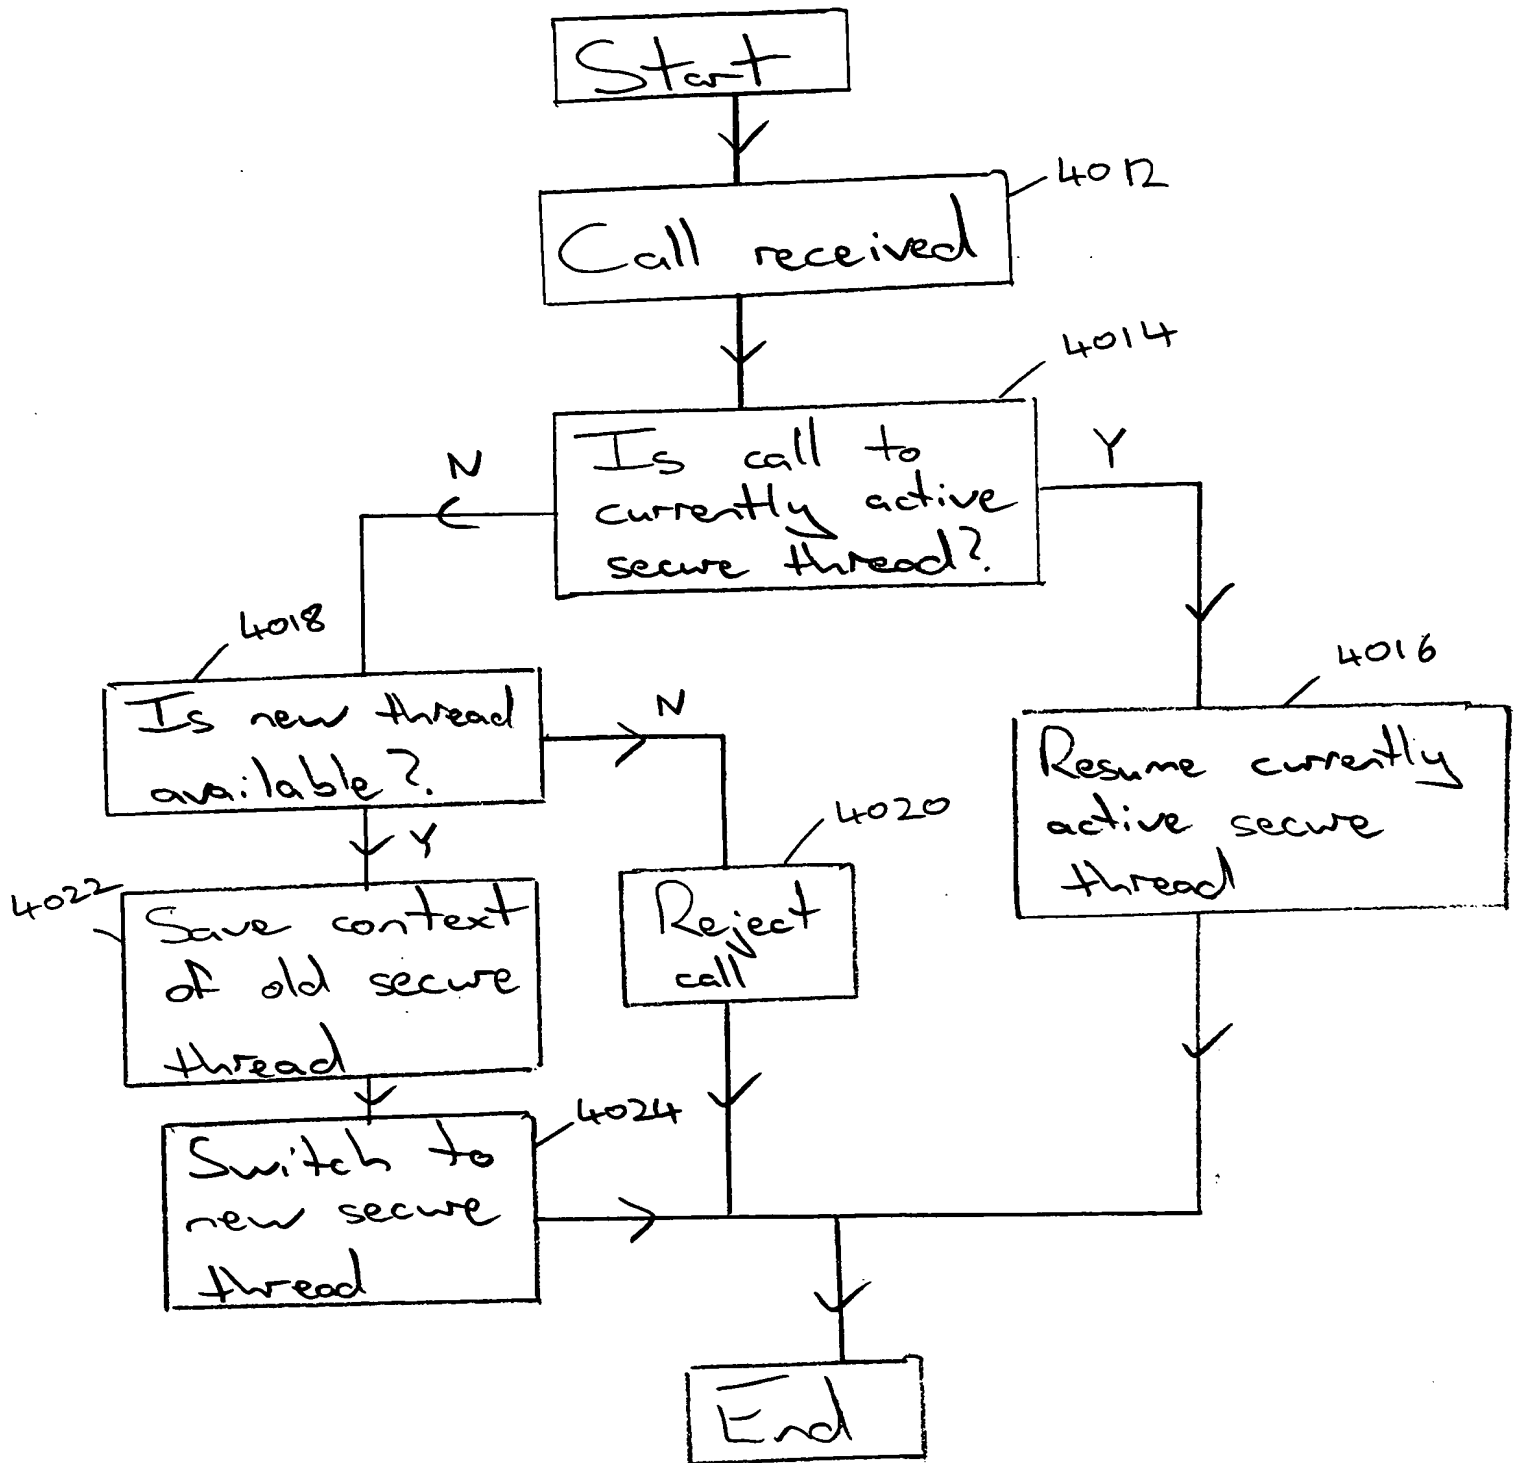 Start
4012
Call received
4014
Is call to
currently active
secure thread?
N
Y
4018
Is new thread
available?
N
Y
4016
Resume currently
active secure
thread
4020
Reject
call
4022
Save context
of old secure
thread
4024
Switch to
new secure
thread
End